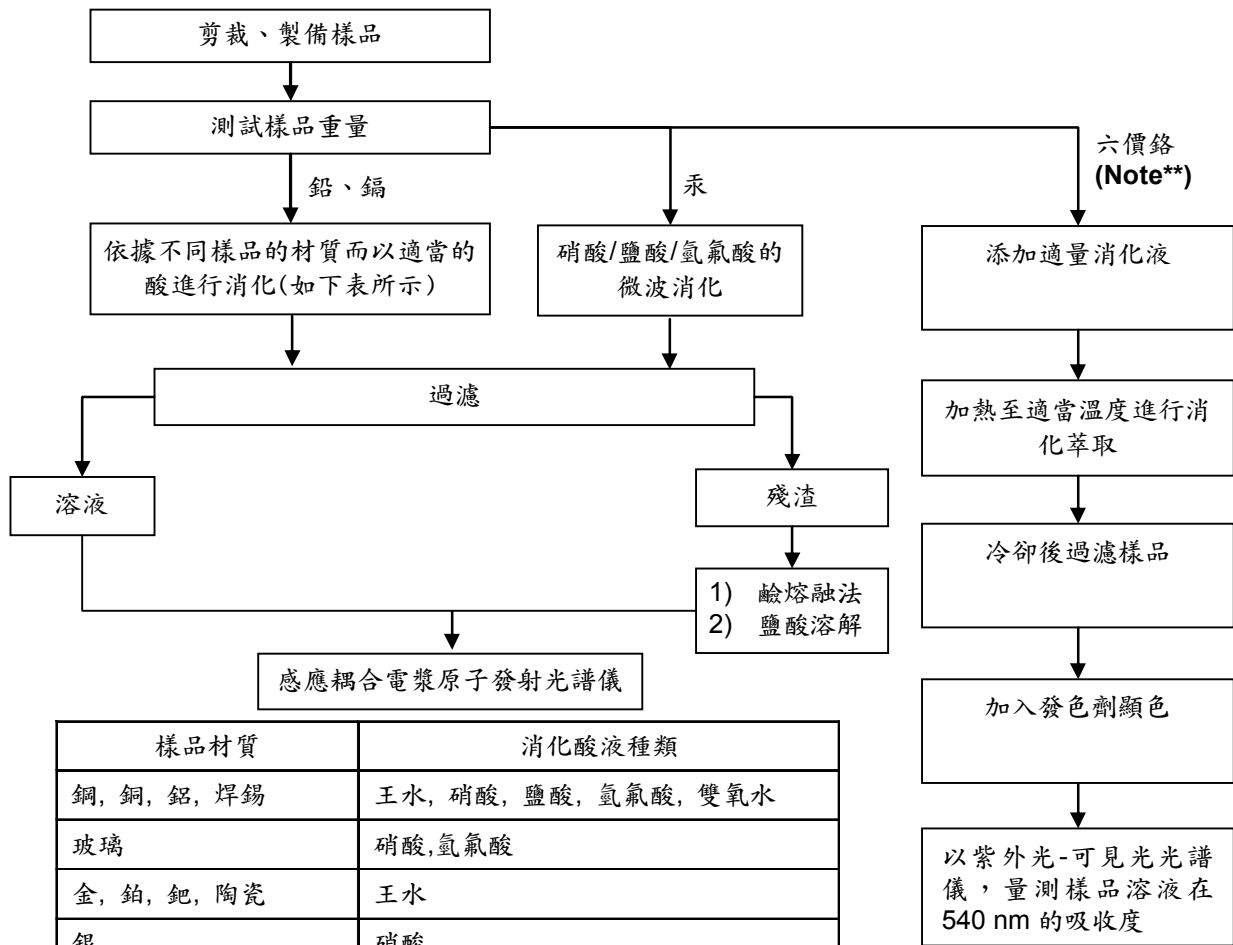 剪裁、製備樣品
測試樣品重量
鉛、鎘
汞
六價鉻
(Note**)
依據不同樣品的材質而以適當的
酸進行消化(如下表所示)
硝酸/鹽酸/氫氟酸的
微波消化
添加適量消化液
過濾
加熱至適當溫度進行消
化萃取
溶液
殘渣
冷卻後過濾樣品
1) 鹼熔融法
2) 鹽酸溶解
感應耦合電漿原子發射光譜儀
加入發色劑顯色
樣品材質 消化酸液種類
鋼, 銅, 鋁, 焊錫 王水, 硝酸, 鹽酸, 氫氟酸, 雙氧水
玻璃 硝酸,氫氟酸
金, 鉑, 鈀, 陶瓷 王水
銀 硝酸
以紫外光-可見光光譜
儀，量測樣品溶液在
540 nm 的吸收度